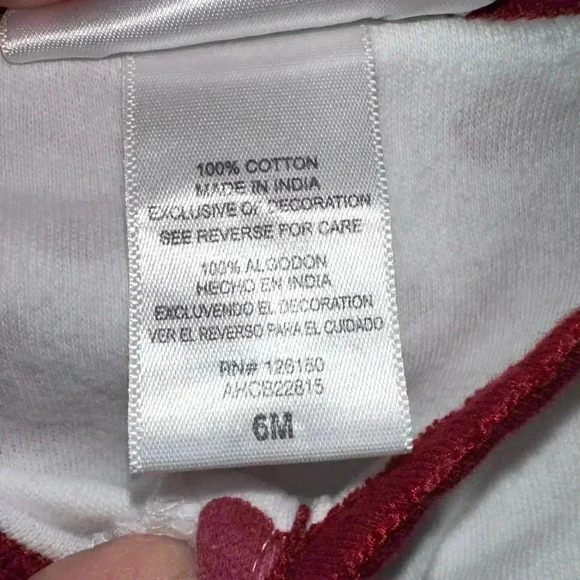 100% COTTON
MADE IN INDIA
EXCLUSIVE OF DECORATION
SEE REVERSE FOR CARE
100% ALGODON
HECHO EN INDIA
EXCLUVENDO EL DECORATION
VER EL REVERSO PARA EL CUIDADO
RN# 126150
AHCB22815
6M